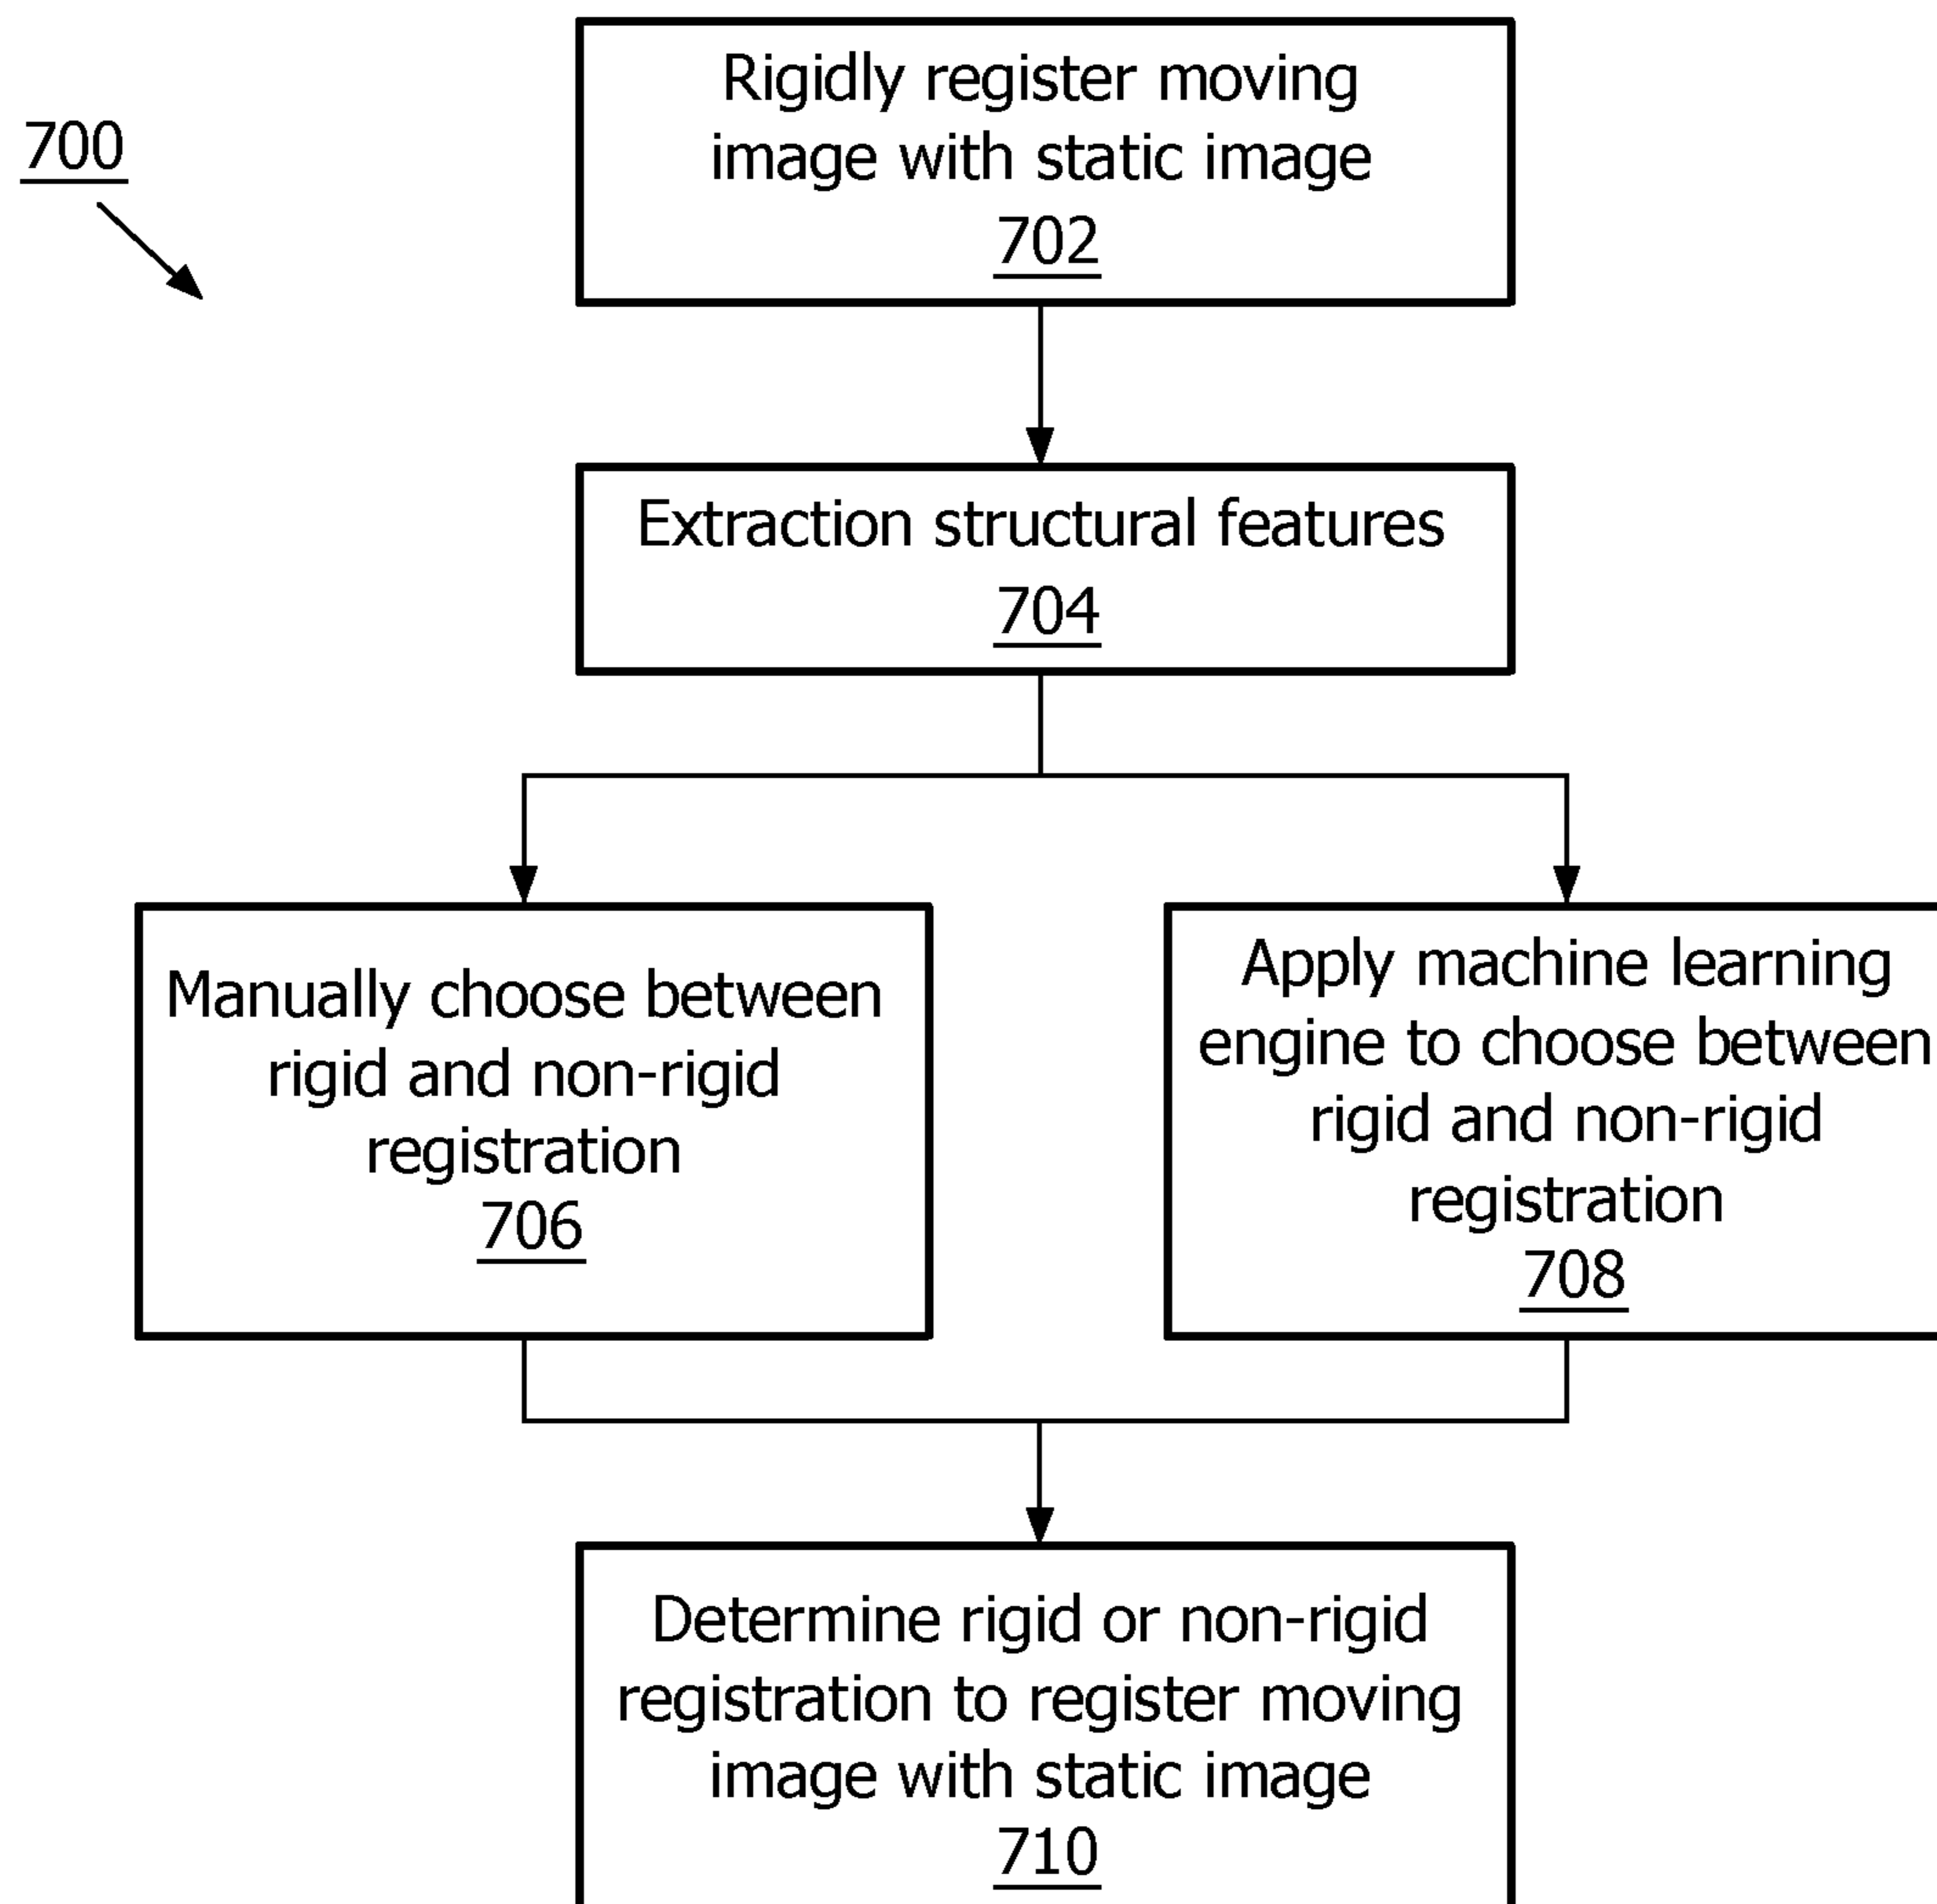 700
Rigidly register moving
image with static image
702
Extraction structural features
704
Manually choose between
rigid and non-rigid
registration
706
Apply machine learning
engine to choose between
rigid and non-rigid
registration
708
Determine rigid or non-rigid
registration to register moving
image with static image
710